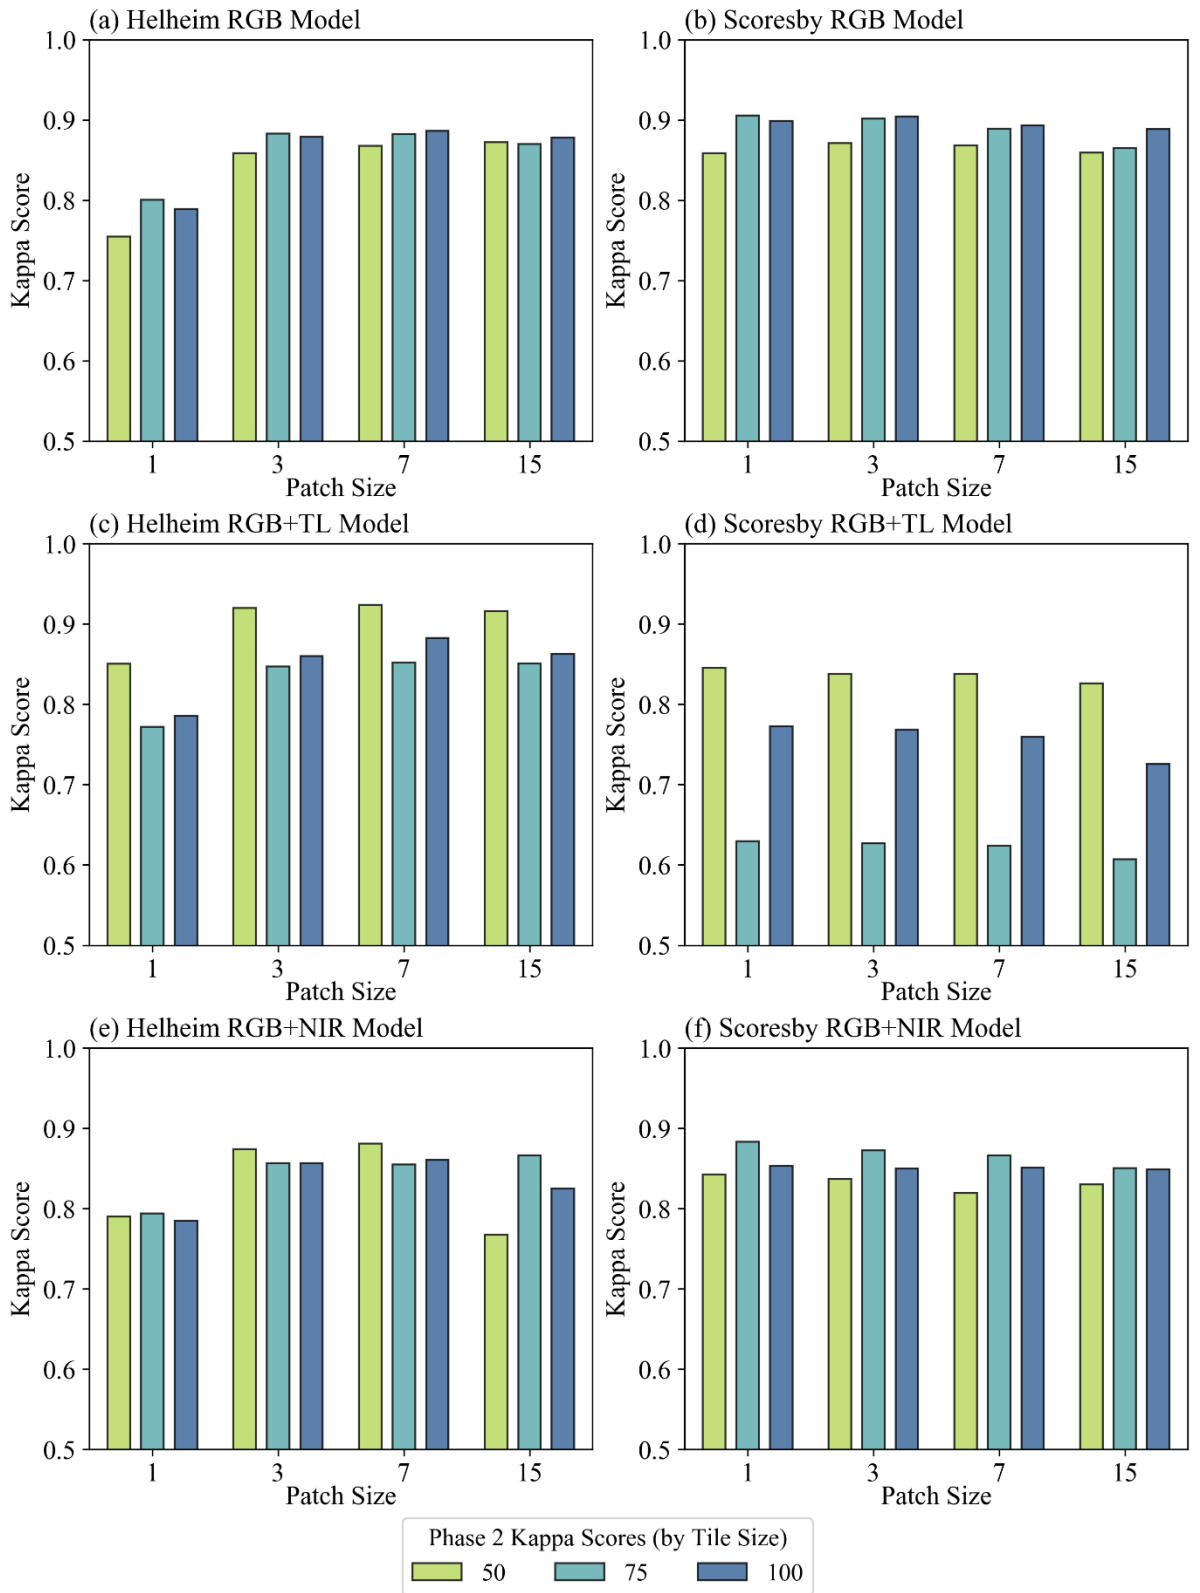 (a) Helheim RGB Model
1.0
0.9
0.8
0.7
0.6
0.5
Kappa Score
1 3 7 15
Patch Size
(b) Scoresby RGB Model
1.0
0.9
0.8
0.7
0.6
0.5
Kappa Score
1 3 7 15
Patch Size
(c) Helheim RGB+TL Model
1.0
0.9
0.8
0.7
0.6
0.5
Kappa Score
1 3 7 15
Patch Size
(d) Scoresby RGB+TL Model
1.0
0.9
0.8
0.7
0.6
0.5
Kappa Score
1 3 7 15
Patch Size
(e) Helheim RGB+NIR Model
1.0
0.9
0.8
0.7
0.6
0.5
Kappa Score
1 3 7 15
Patch Size
(f) Scoresby RGB+NIR Model
1.0
0.9
0.8
0.7
0.6
0.5
Kappa Score
1 3 7 15
Patch Size
Phase 2 Kappa Scores (by Tile Size)
50 75 100